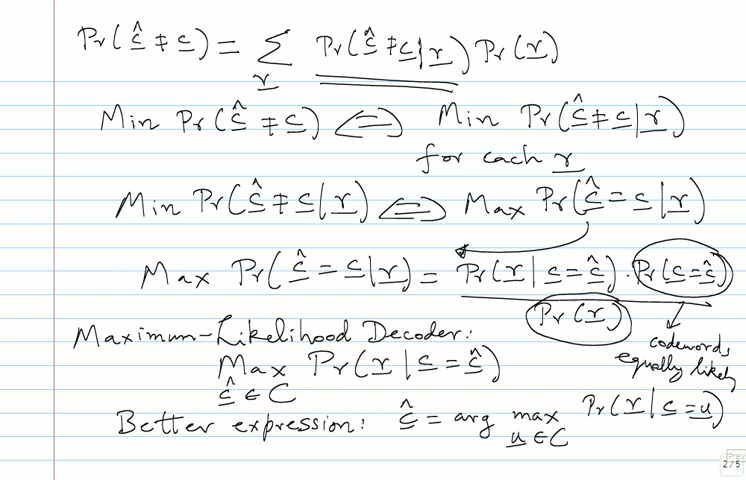 Pr(ĉ ≠ c) = Σ_r Pr(ĉ ≠ c | r) Pr(r)
Min Pr(ĉ ≠ c) ⇔ Min Pr(ĉ ≠ c | r)
for each r
Min Pr(ĉ ≠ c | r) ⇔ Max Pr(ĉ = c | r)
Max Pr(ĉ = c | r) = Pr(r | c = ĉ) · Pr(c = ĉ)
Pr(r)
codewords
equally likely
Maximum-Likelihood Decoder:
Max Pr(r | c = ĉ)
ĉ ∈ C
Better expression: ĉ = arg max Pr(r | c = u)
u ∈ C
Prev
2/5